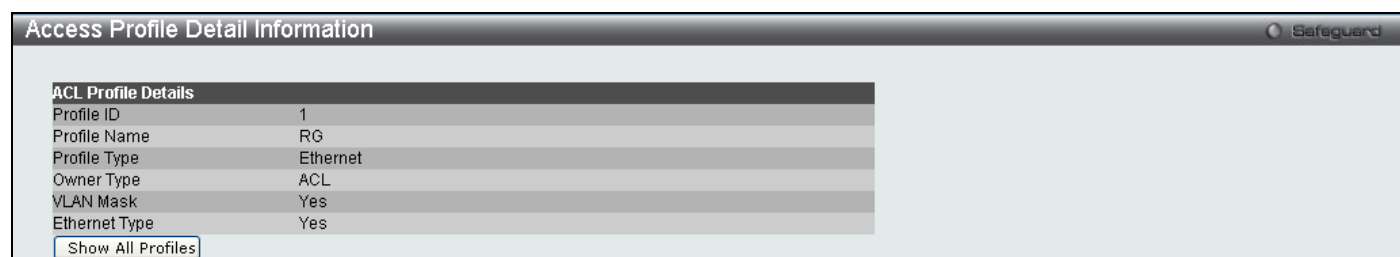 Access Profile Detail Information
Safeguard
ACL Profile Details
Profile ID 1
Profile Name RG
Profile Type Ethernet
Owner Type ACL
VLAN Mask Yes
Ethernet Type Yes
Show All Profiles